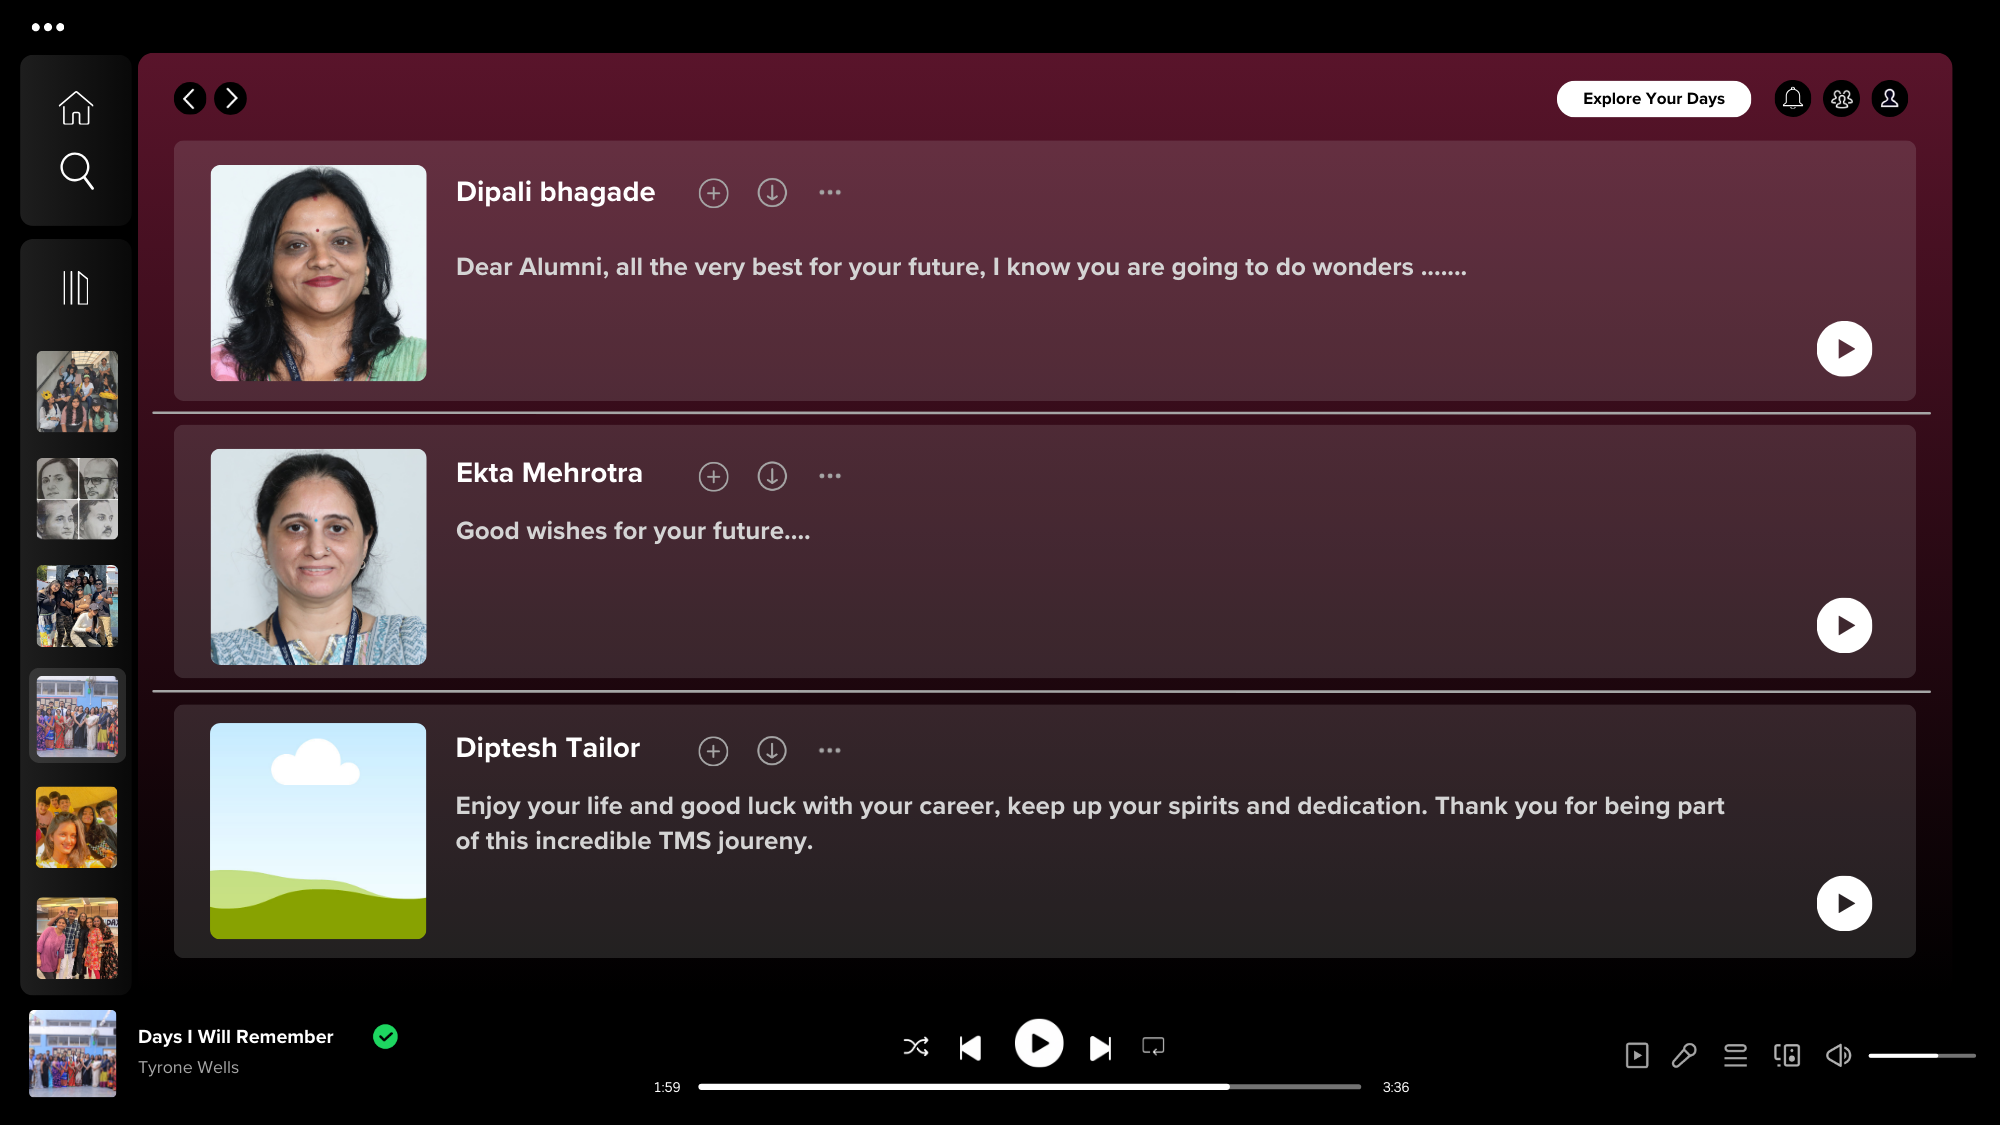 Explore Your Days
Dipali bhagade
Dear Alumni, all the very best for your future, I know you are going to do wonders .......
Ekta Mehrotra
Good wishes for your future....
Diptesh Tailor
Enjoy your life and good luck with your career, keep up your spirits and dedication. Thank you for being part
of this incredible TMS joureny.
Days I Will Remember
Tyrone Wells
1:59
3:36